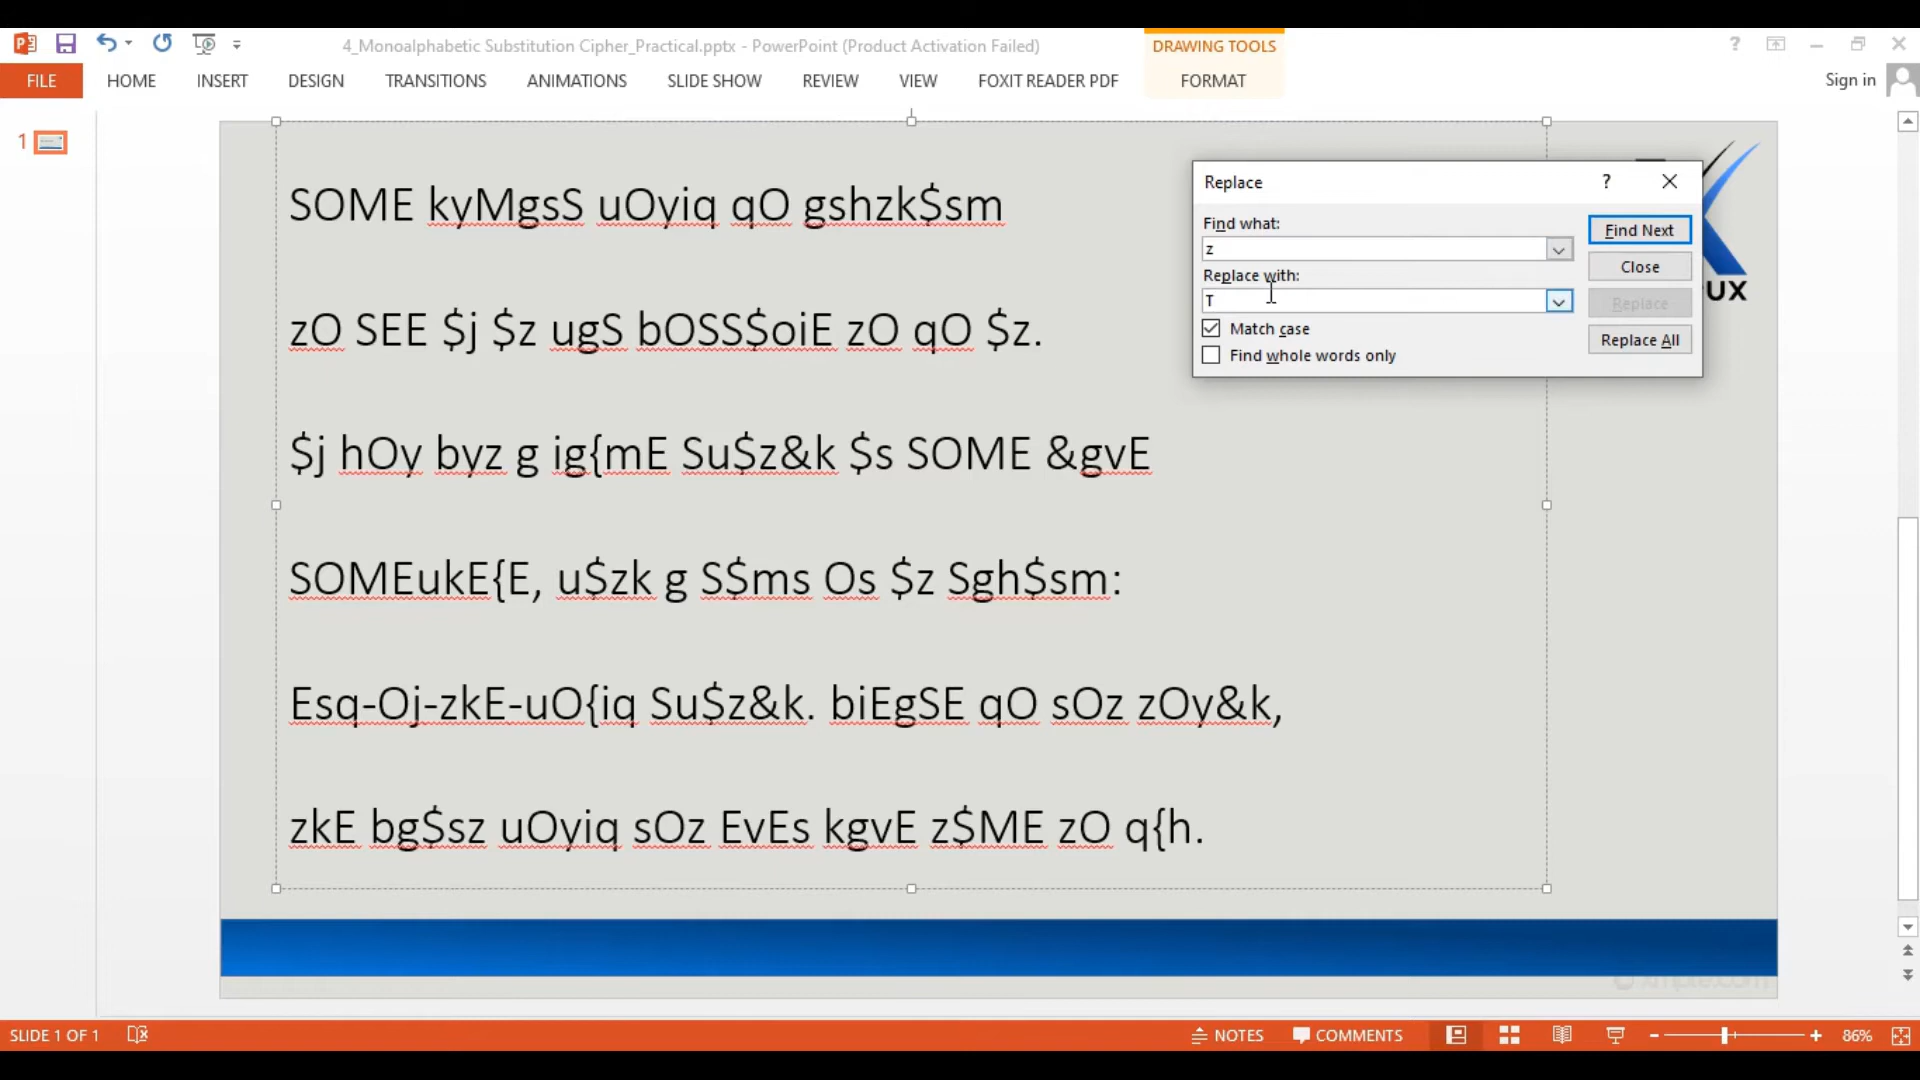 4_Monoalphabetic Substitution Cipher_Practical.pptx - PowerPoint (Product Activation Failed)
DRAWING TOOLS
FILE HOME INSERT DESIGN TRANSITIONS ANIMATIONS SLIDE SHOW REVIEW VIEW FOXIT READER PDF FORMAT
Sign in
1
SOME kyMgsS uOyiq qO gshzk$sm
zO SEE $j $z ugS bOSS$oiE zO qO $z.
$j hOy byz g ig{mE Su$z&k $s SOME &gvE
SOMEukE{E, u$zk g S$ms Os $z Sgh$sm:
Esq-Oj-zkE-uO{iq Su$z&k. biEgSE qO sOz zOy&k,
zkE bg$sz uOyiq sOz EvEs kgvE z$ME zO q{h.
Replace
?
Find what:
z
Find Next
Replace with:
Close
T
Replace
Match case
Replace All
Find whole words only
UX
SLIDE 1 OF 1
NOTES
COMMENTS
86%